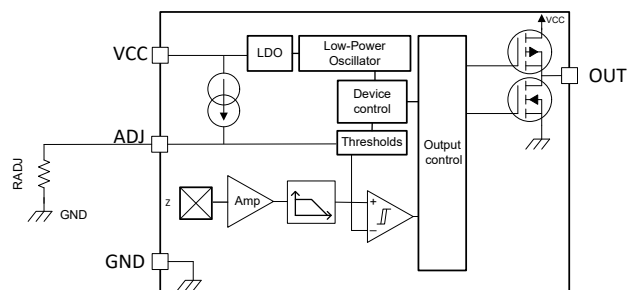 VCC
VCC
LDO
Low-Power
Oscillator
OUT
Device
control
ADJ
Thresholds
Output
control
RADJ
GND
Z
Amp
+
−
GND